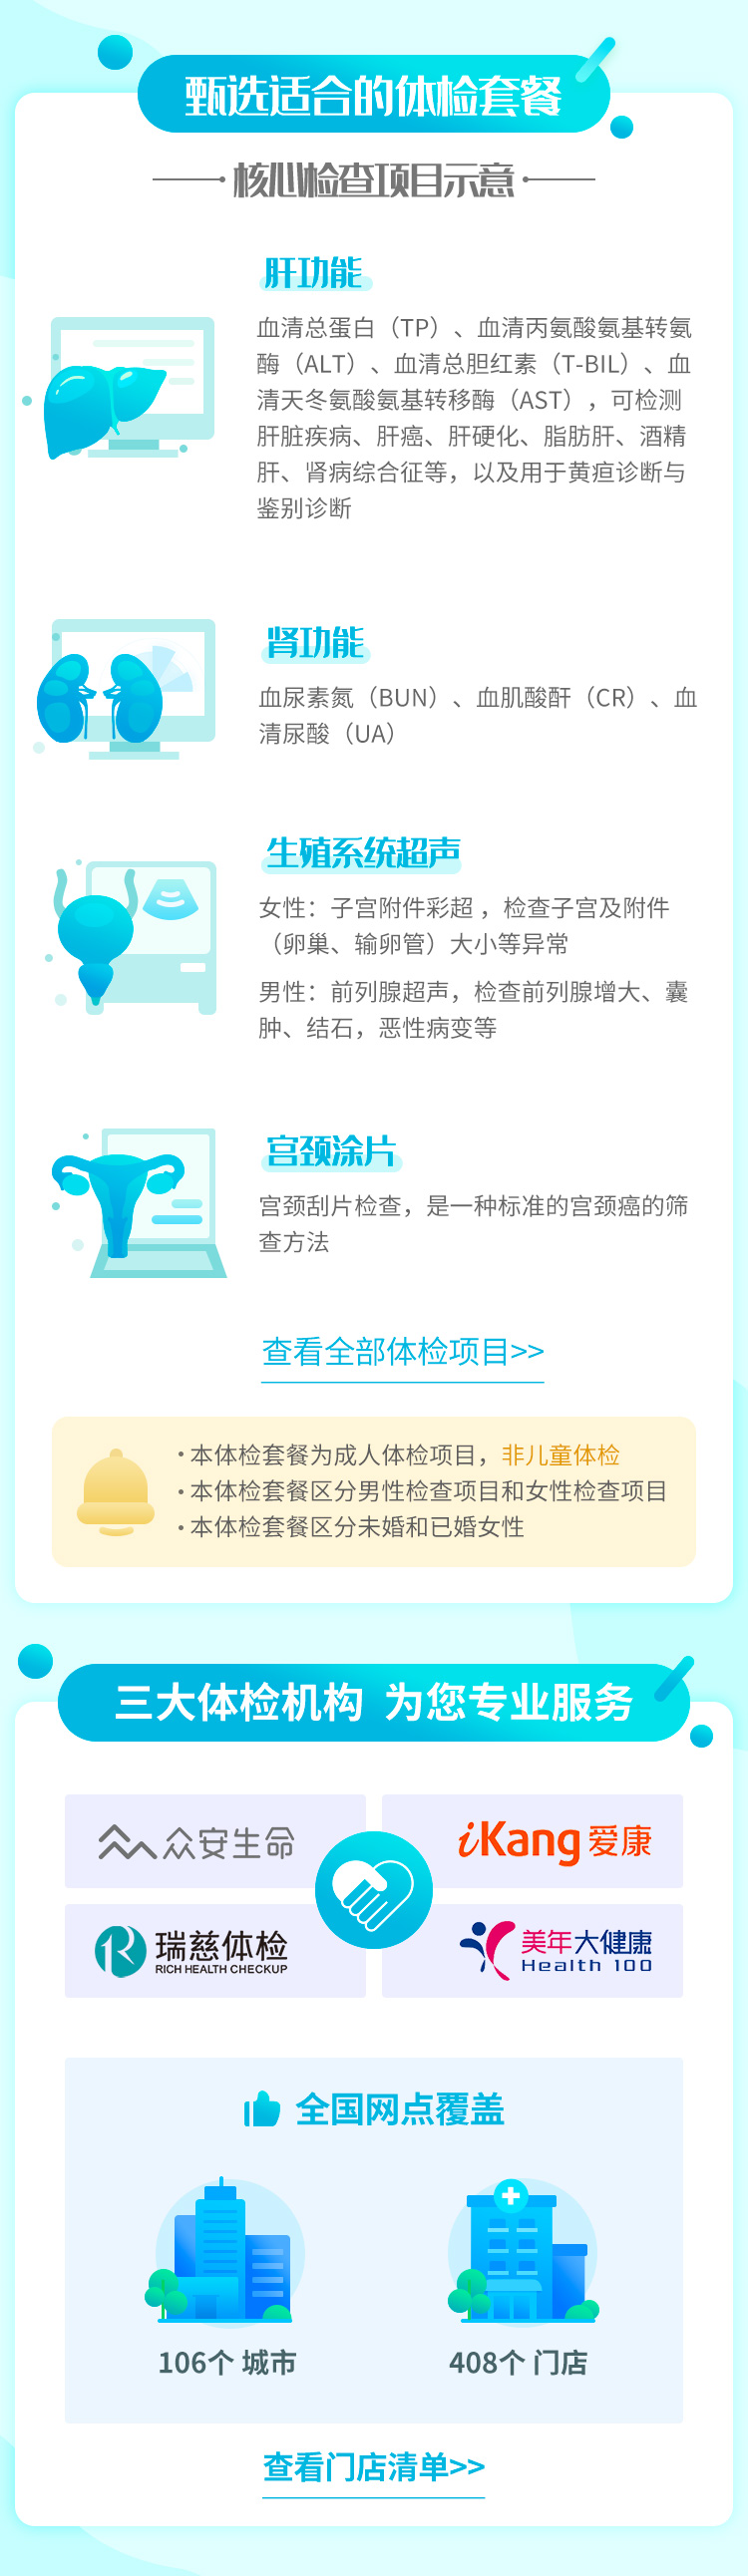 甄选适合的体检套餐
核心检查项目示意
肝功能
血清总蛋白（TP）、血清丙氨酸氨基转氨
酶（ALT）、血清总胆红素（T-BIL）、血
清天冬氨酸氨基转移酶（AST），可检测
肝脏疾病、肝癌、肝硬化、脂肪肝、酒精
肝、肾病综合征等，以及用于黄疸诊断与
鉴别诊断
肾功能
血尿素氮（BUN）、血肌酸酐（CR）、血
清尿酸（UA）
生殖系统超声
女性：子宫附件彩超，检查子宫及附件
（卵巢、输卵管）大小等异常
男性：前列腺超声，检查前列腺增大、囊
肿、结石，恶性病变等
宫颈涂片
宫颈刮片检查，是一种标准的宫颈癌的筛
查方法
查看全部体检项目>>
·本体检套餐为成人体检项目，非儿童体检
·本体检套餐区分男性检查项目和女性检查项目
·本体检套餐区分未婚和已婚女性
三大体检机构 为您专业服务
众安生命
iKang爱康
瑞慈体检
RICH HEALTH CHECKUP
美年大健康
Health 100
全国网点覆盖
106个 城市
408个 门店
查看门店清单>>